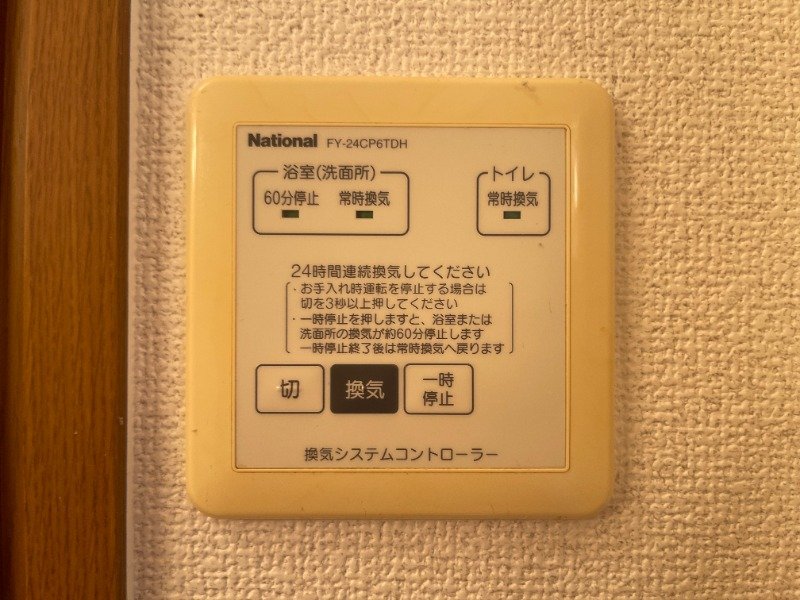 National FY-24CP6TDH
浴室(洗面所)
トイレ
60分停止 常時換気
常時換気
24時間連続換気してください
・お手入れ時運転を停止する場合は
切を3秒以上押してください
・一時停止を押しますと、浴室または
洗面所の換気が約60分停止します
一時停止終了後は常時換気へ戻ります
切
換気
一時
停止
換気システムコントローラー